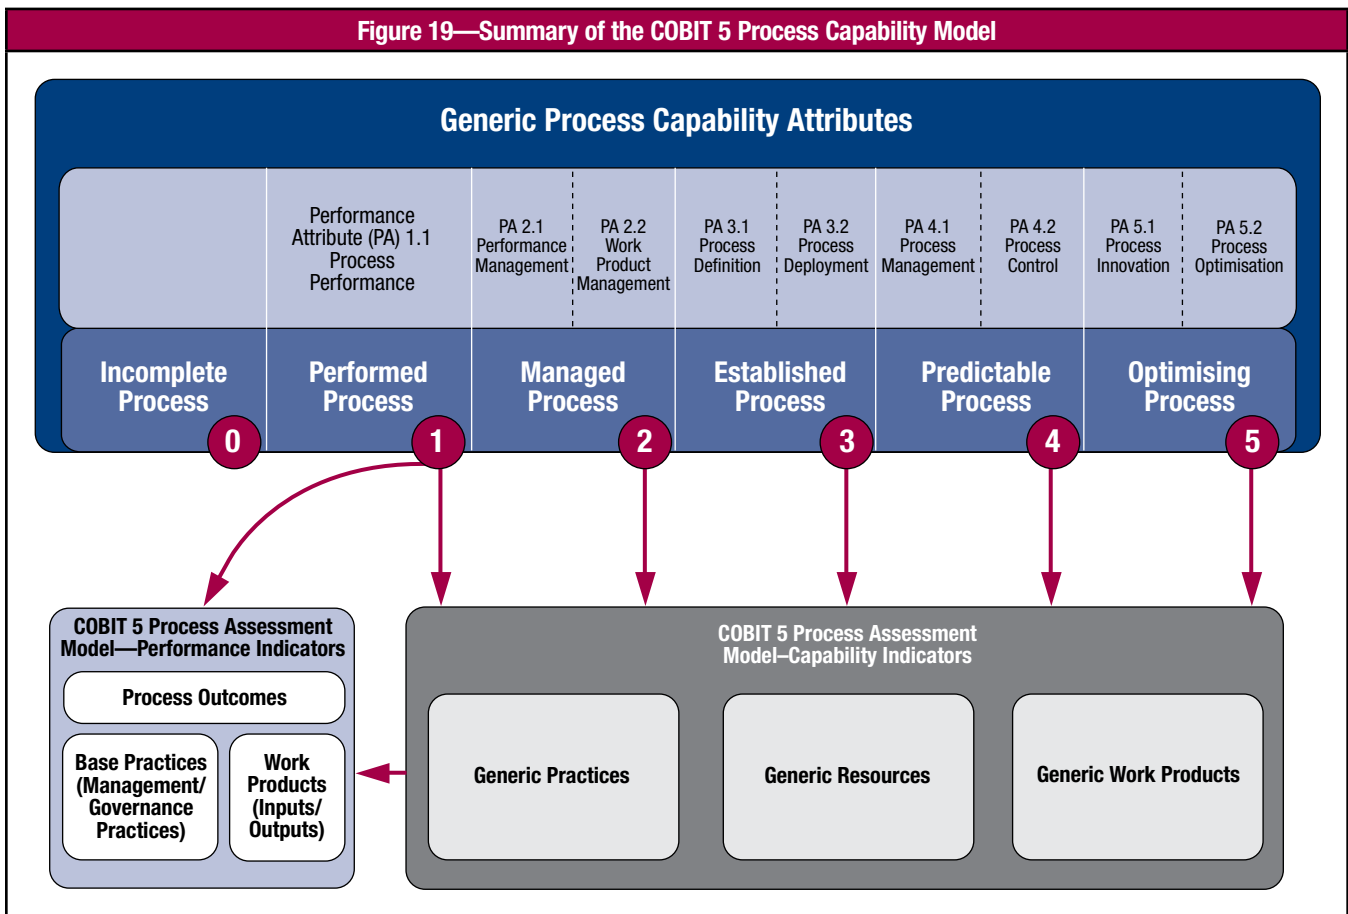 Figure 19—Summary of the COBIT 5 Process Capability Model
Generic Process Capability Attributes
Performance
Attribute (PA) 1.1
Process
Performance
PA 2.1
Performance
Management
PA 2.2
Work
Product
Management
PA 3.1
Process
Definition
PA 3.2
Process
Deployment
PA 4.1
Process
Management
PA 4.2
Process
Control
PA 5.1
Process
Innovation
PA 5.2
Process
Optimisation
Incomplete
Process
0
Performed
Process
1
Managed
Process
2
Established
Process
3
Predictable
Process
4
Optimising
Process
5
COBIT 5 Process Assessment
Model—Performance Indicators
Process Outcomes
Base Practices
(Management/
Governance
Practices)
Work
Products
(Inputs/
Outputs)
COBIT 5 Process Assessment
Model–Capability Indicators
Generic Practices
Generic Resources
Generic Work Products